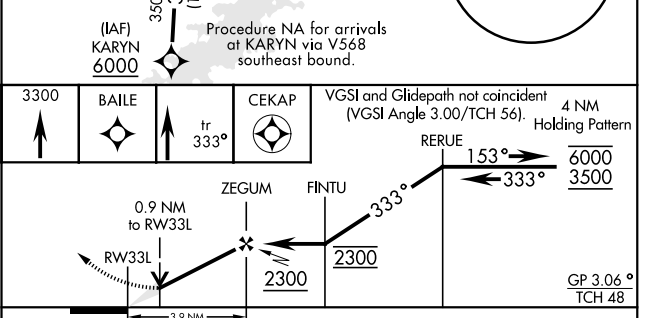 350
(IAF)
KARYN
6000
Procedure NA for arrivals
at KARYN via V568
southeast bound.
3300
BAILE
tr
333°
CEKAP
VGSI and Glidepath not coincident
(VGSI Angle 3.00/TCH 56).
4 NM
Holding Pattern
RERUE
153°
6000
333°
3500
ZEGUM
FINTU
333°
0.9 NM
to RW33L
RW33L
2300
2300
GP 3.06°
TCH 48
3.9 NM